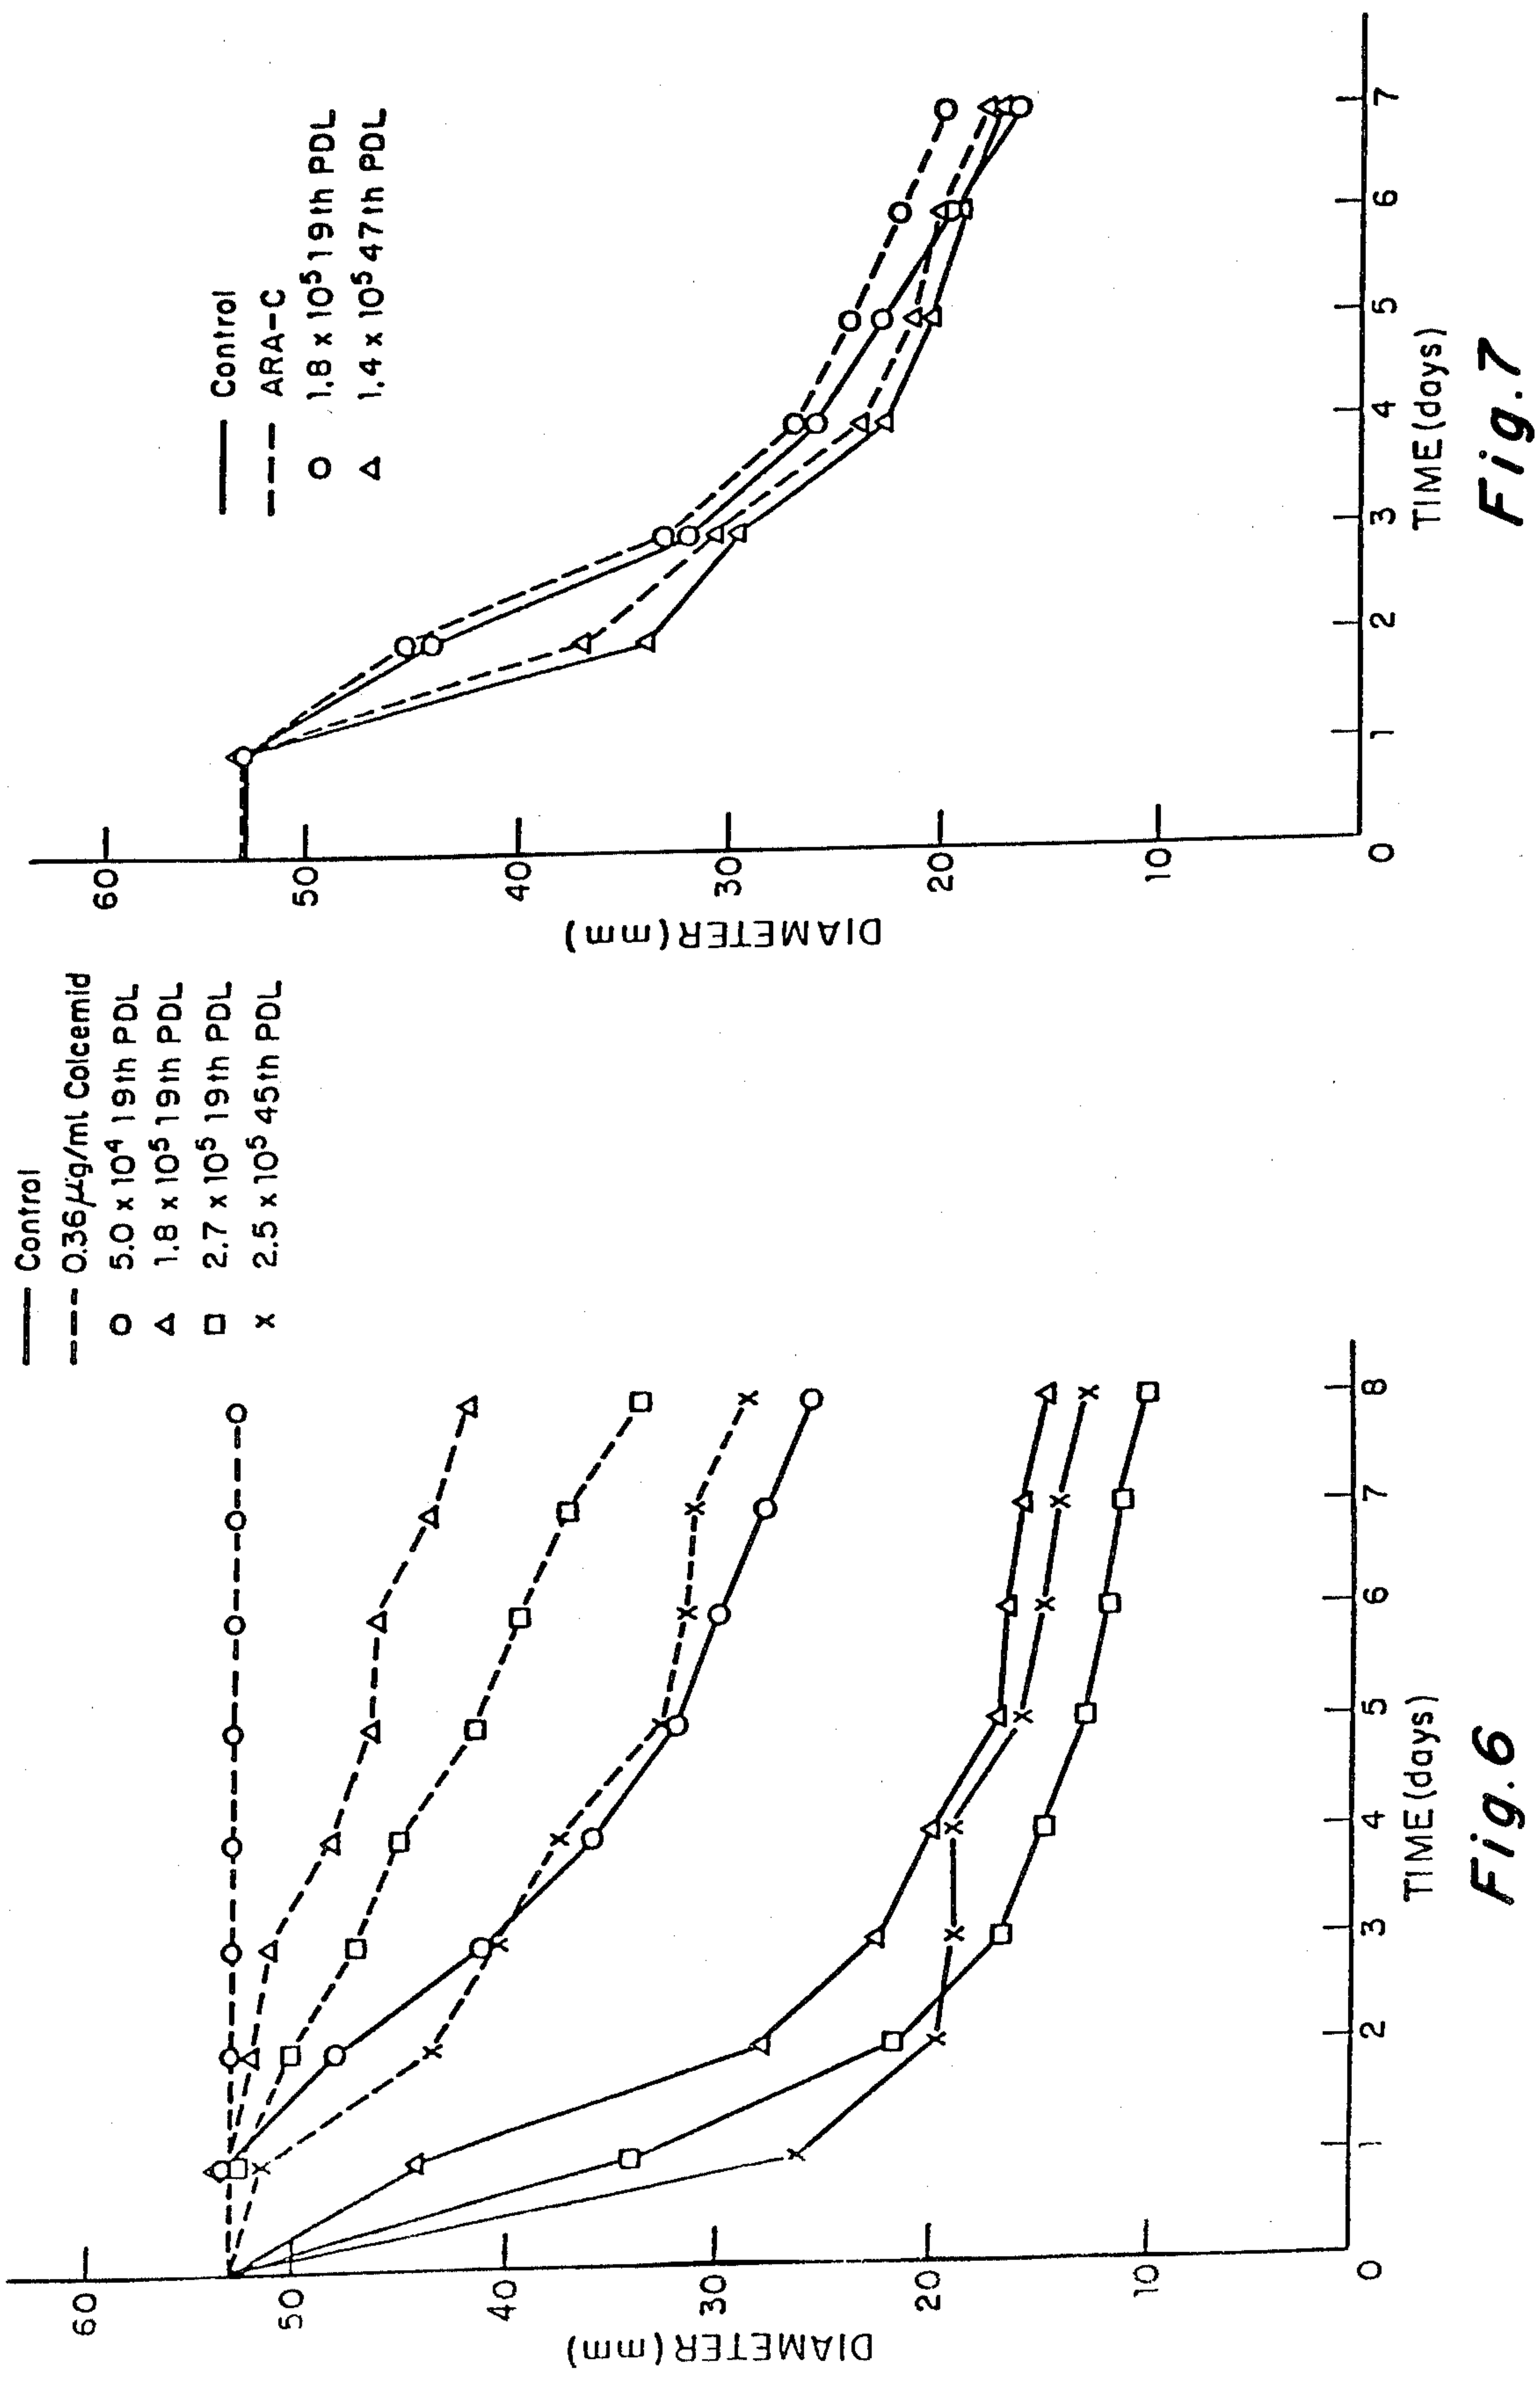 Control
0.36 μg/ml Colcemid
5.0 x 10⁴ 19th PDL
1.8 x 10⁵ 19th PDL
2.7 x 10⁵ 19th PDL
x 2.5 x 10⁵ 45th PDL
60
50
40
30
20
10
0
DIAMETER (mm)
1 2 3 4 5 6 7 8
TIME (days)
Fig. 6
Control
ARA-C
1.8 x 10⁵ 19th PDL
1.4 x 10⁵ 47th PDL
60
50
40
30
20
10
0
DIAMETER (mm)
1 2 3 4 5 6 7
TIME (days)
Fig. 7